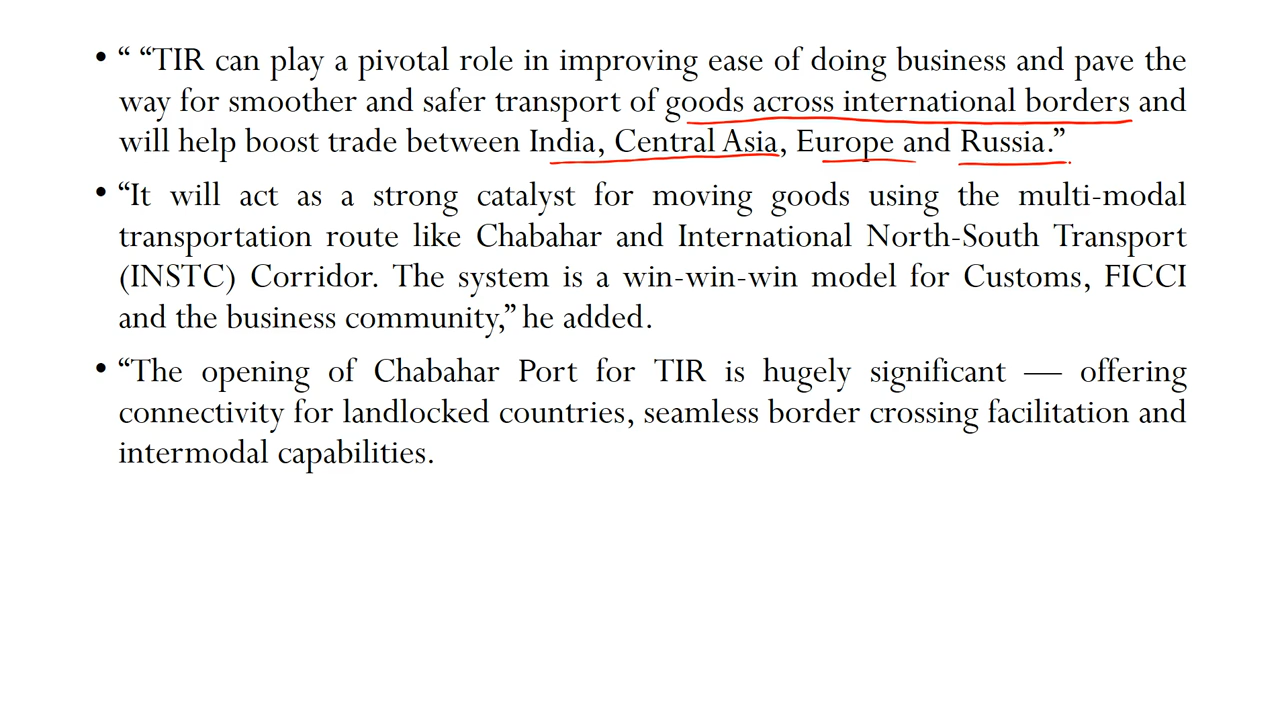 • “ “TIR can play a pivotal role in improving ease of doing business and pave the
way for smoother and safer transport of goods across international borders and
will help boost trade between India, Central Asia, Europe and Russia.”
• “It will act as a strong catalyst for moving goods using the multi-modal
transportation route like Chabahar and International North-South Transport
(INSTC) Corridor. The system is a win-win-win model for Customs, FICCI
and the business community,” he added.
• “The opening of Chabahar Port for TIR is hugely significant — offering
connectivity for landlocked countries, seamless border crossing facilitation and
intermodal capabilities.